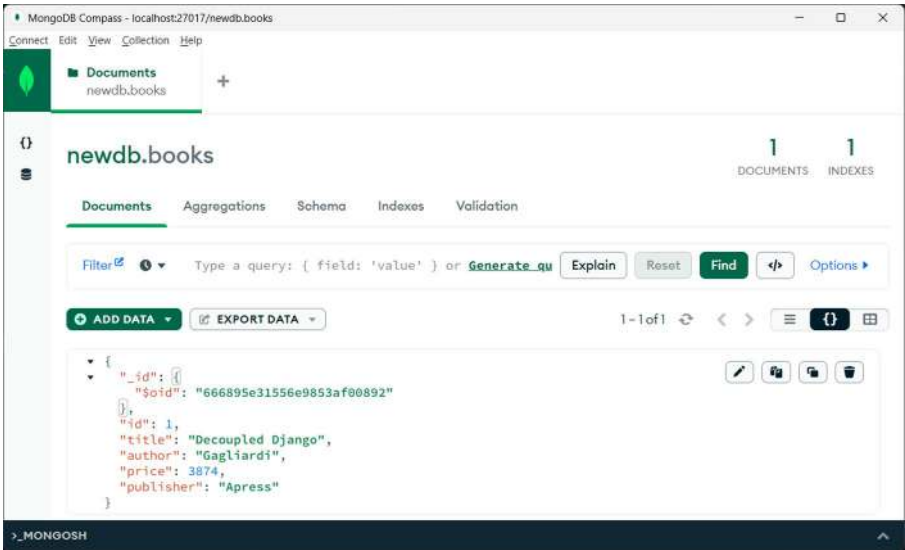 MongoDB Compass - localhost:27017/newdb.books
Connect Edit View Collection Help
Documents
newdb.books
newdb.books
1 1
DOCUMENTS INDEXES
Documents Aggregations Schema Indexes Validation
Filter Type a query: { field: 'value' } or Generate qu Explain Reset Find </> Options
ADD DATA EXPORT DATA 1-1 of 1 {}
{
"_id": {
"$oid": "666895e31556e9853af00892"
},
"id": 1,
"title": "Decoupled Django",
"author": "Gagliardi",
"price": 3874,
"publisher": "Apress"
}
>_MONGOSH